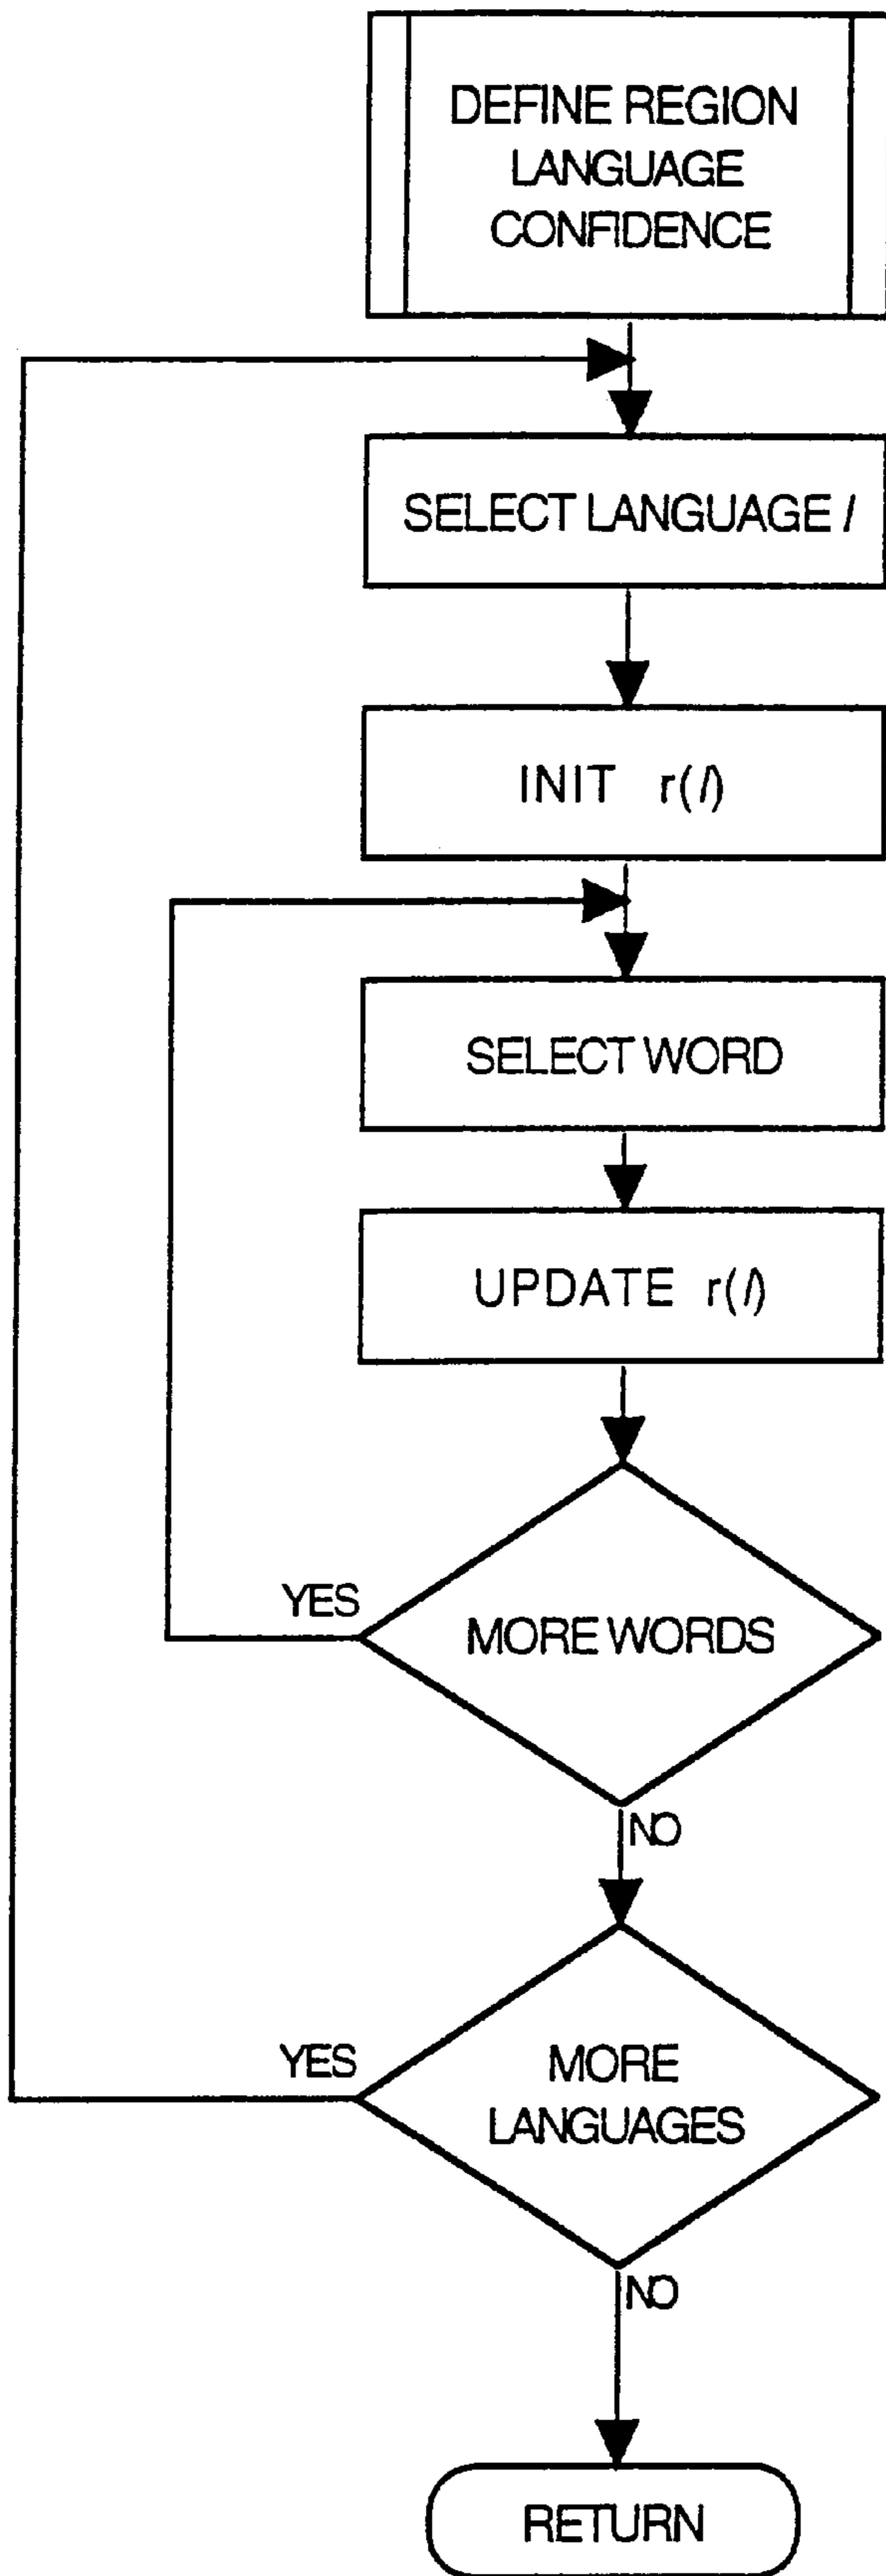 DEFINE REGION
LANGUAGE
CONFIDENCE
SELECT LANGUAGE l
INIT r(l)
SELECT WORD
UPDATE r(l)
YES
MORE WORDS
NO
YES
MORE
LANGUAGES
NO
RETURN